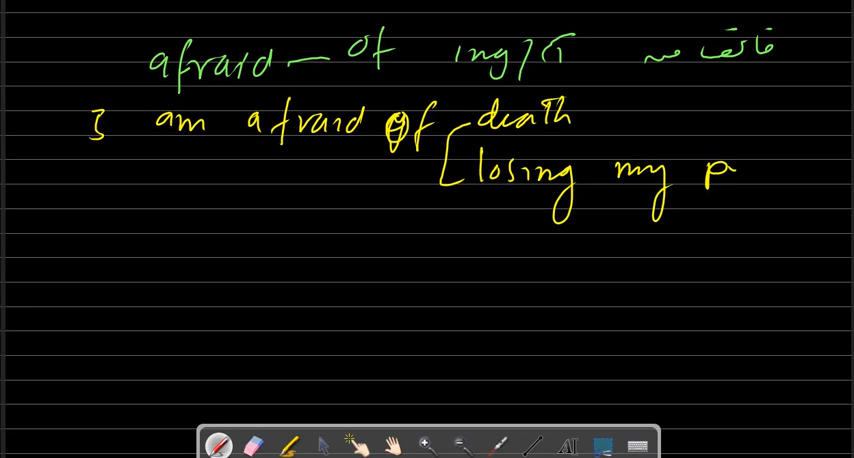 afraid — of ing / خائف من
I am afraid of death
losing my p